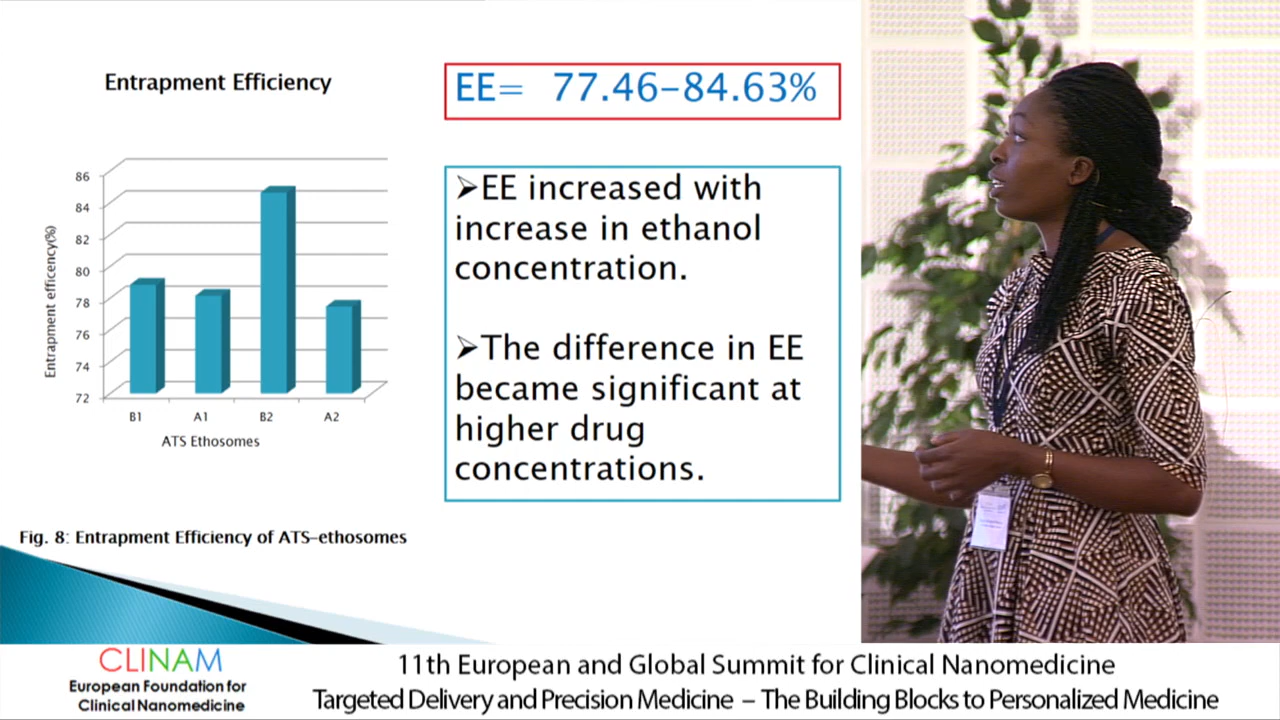 Entrapment Efficiency
EE= 77.46–84.63%
86
84
82
80
78
76
74
72
Entrapment efficency(%)
B1 A1 B2 A2
ATS Ethosomes
➢EE increased with
increase in ethanol
concentration.
➢The difference in EE
became significant at
higher drug
concentrations.
Fig. 8: Entrapment Efficiency of ATS–ethosomes
CLINAM
European Foundation for
Clinical Nanomedicine
11th European and Global Summit for Clinical Nanomedicine
Targeted Delivery and Precision Medicine – The Building Blocks to Personalized Medicine